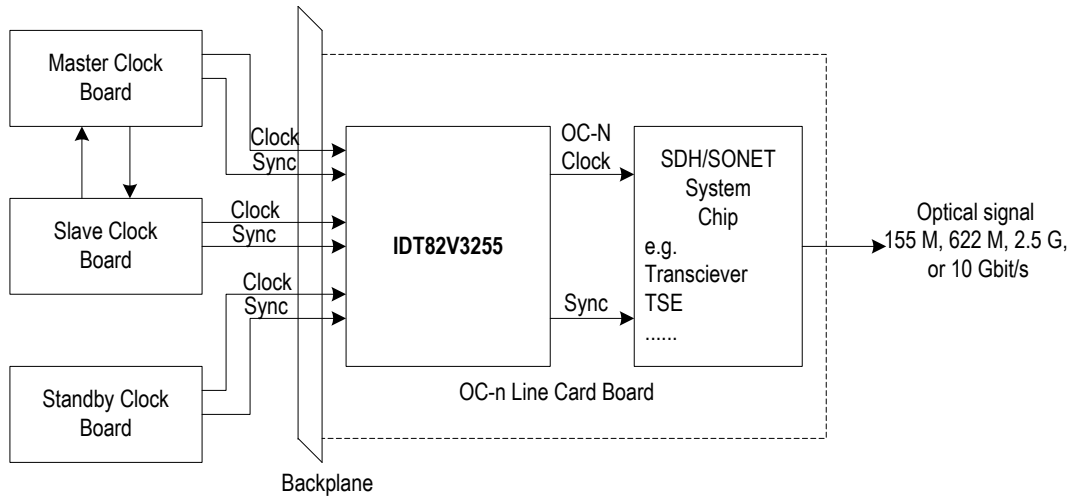 Master Clock
Board
Clock
Sync
Slave Clock
Board
Clock
Sync
Clock
Sync
Standby Clock
Board
Backplane
IDT82V3255
OC-N
Clock
Sync
SDH/SONET
System
Chip
e.g.
Transciever
TSE
......
OC-n Line Card Board
Optical signal
155 M, 622 M, 2.5 G,
or 10 Gbit/s